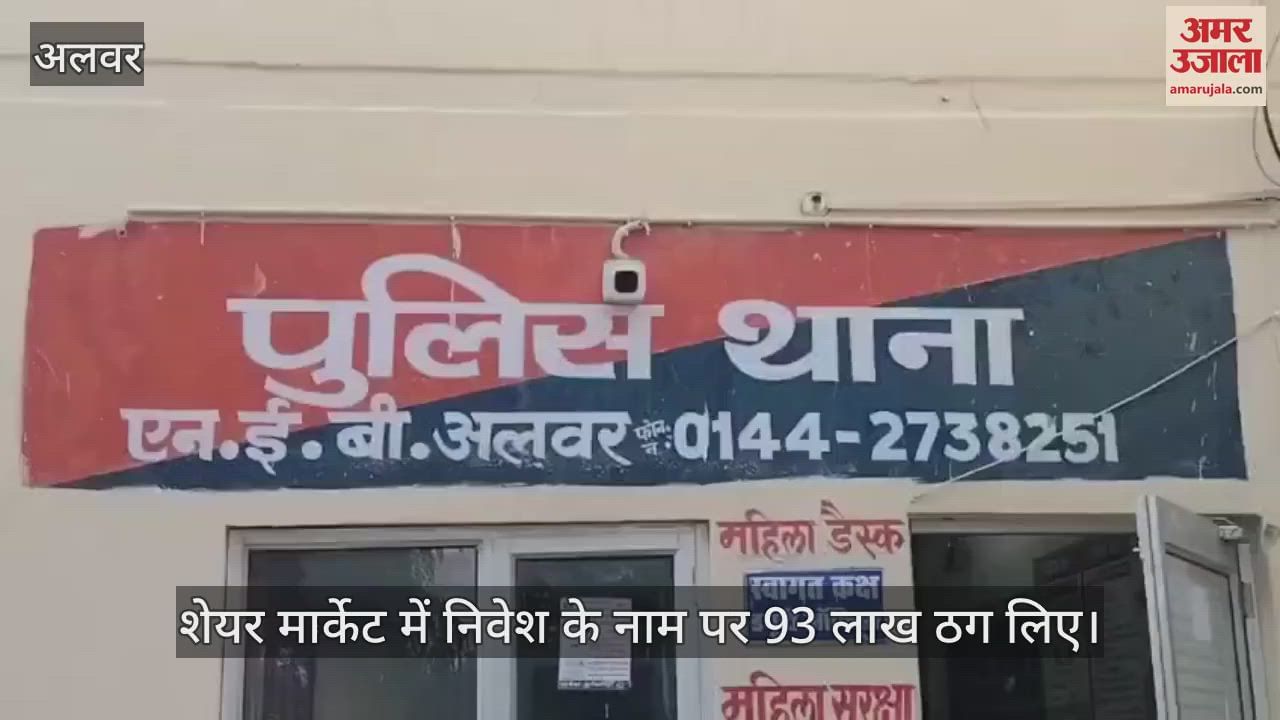 अलवर
अमर
उजाला
amarujala.com
पुलिस थाना
एन.ई.बी.अलवर फोन नं:0144-2738251
महिला डैस्क
स्वागत कक्ष
शेयर मार्केट में निवेश के नाम पर 93 लाख ठग लिए।
महिला सुरक्षा